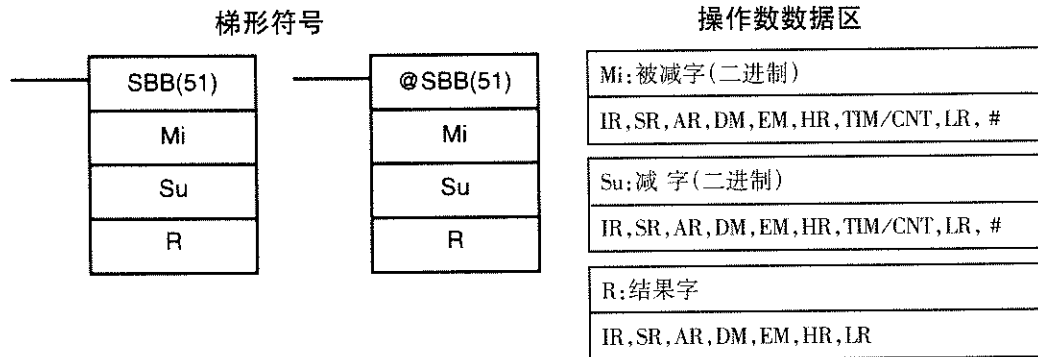 梯形符号
SBB(51)
Mi
Su
R
@SBB(51)
Mi
Su
R
操作数数据区
Mi:被减字(二进制)
IR,SR,AR,DM,EM,HR,TIM/CNT,LR, #
Su:减 字(二进制)
IR,SR,AR,DM,EM,HR,TIM/CNT,LR, #
R:结果字
IR,SR,AR,DM,EM,HR,LR